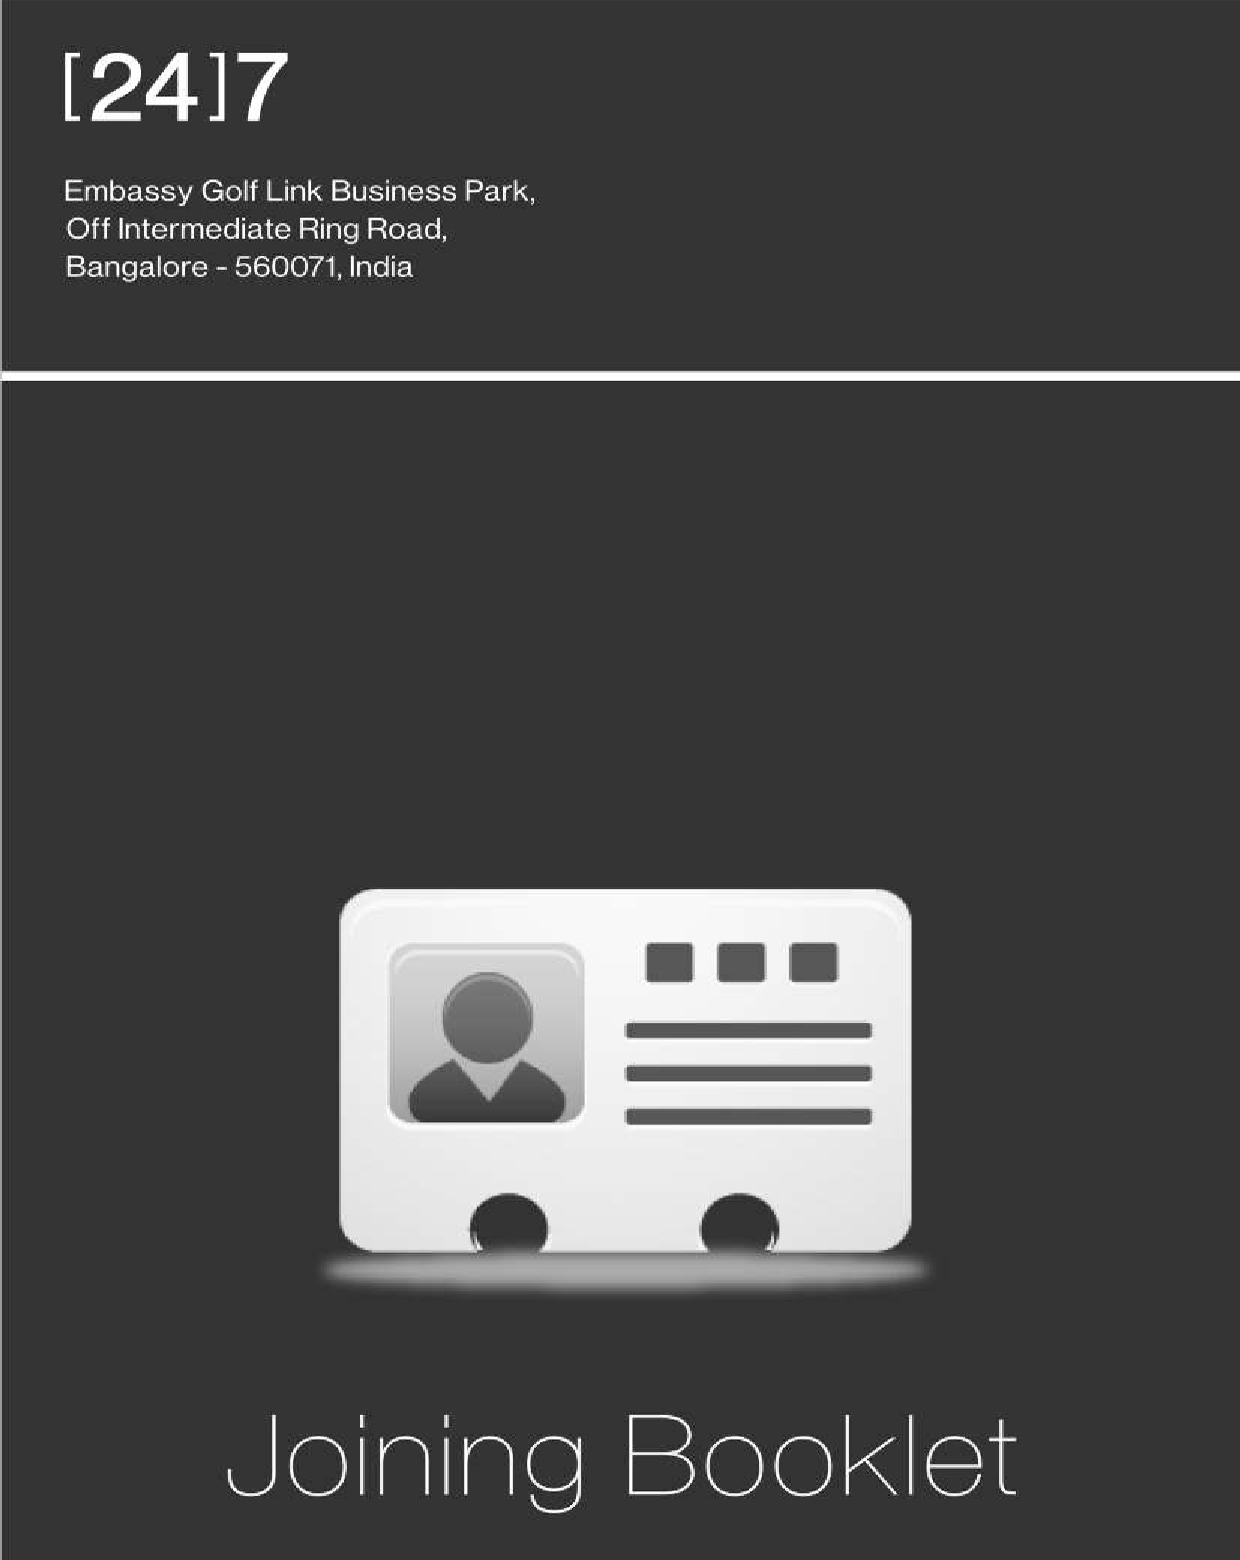 [24]7
Embassy Golf Link Business Park,
Off Intermediate Ring Road,
Bangalore - 560071, India
Joining Booklet